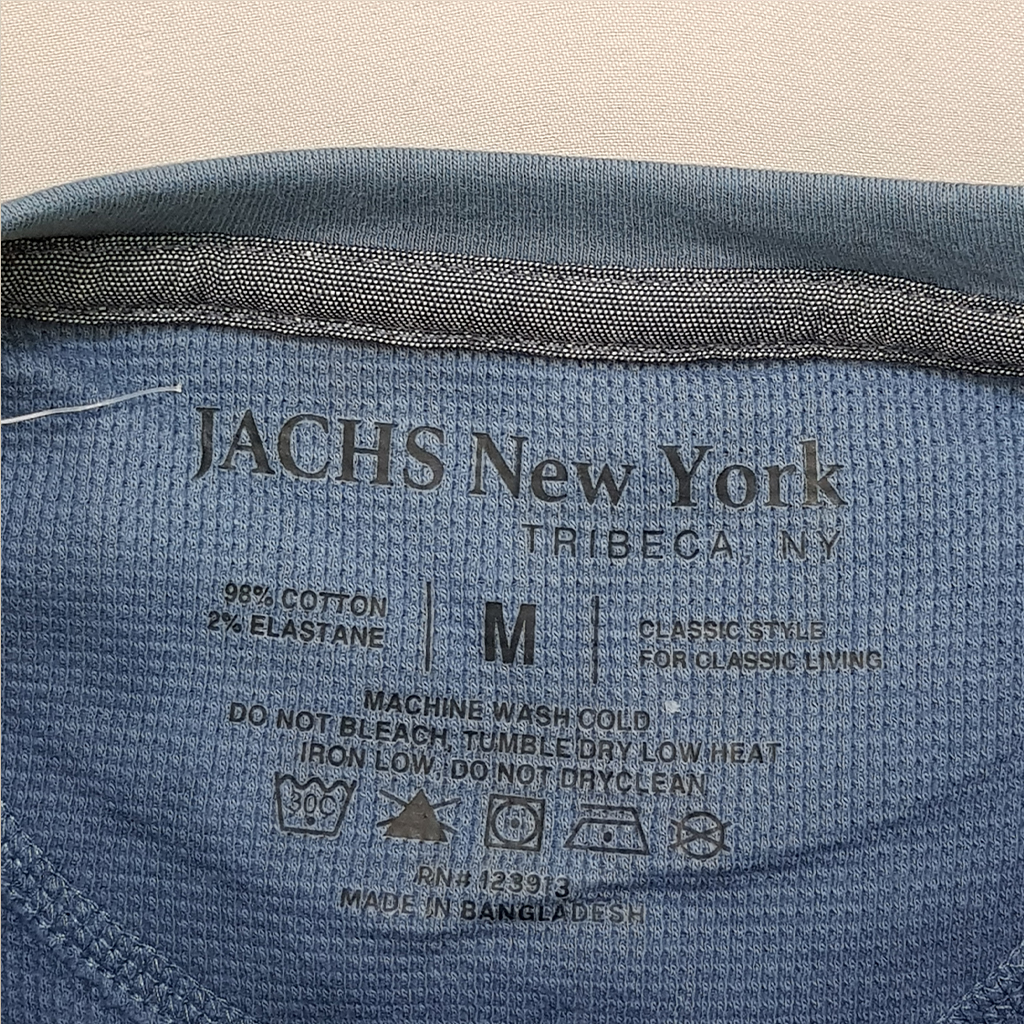 JACHS New York
TRIBECA, NY
98% COTTON
2% ELASTANE
M
CLASSIC STYLE
FOR CLASSIC LIVING
MACHINE WASH COLD
DO NOT BLEACH, TUMBLE DRY LOW HEAT
IRON LOW, DO NOT DRYCLEAN
30C
RN# 123913
MADE IN BANGLADESH